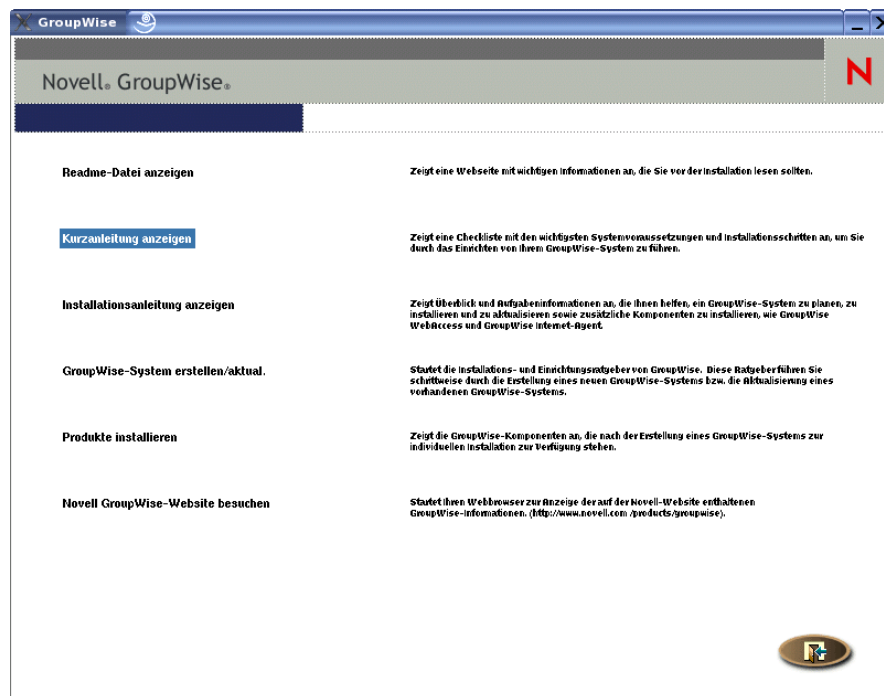 GroupWise
Novell® GroupWise®
N
Readme-Datei anzeigen
Zeigt eine Webseite mit wichtigen Informationen an, die Sie vor der Installation lesen sollten.
Kurzanleitung anzeigen
Zeigt eine Checkliste mit den wichtigsten Systemvoraussetzungen und Installationsschritten an, um Sie
durch das Einrichten von Ihrem GroupWise-System zu führen.
Installationsanleitung anzeigen
Zeigt Überblick und Aufgabeninformationen an, die Ihnen helfen, ein GroupWise-System zu planen, zu
installieren und zu aktualisieren sowie zusätzliche Komponenten zu installieren, wie GroupWise
WebAccess und GroupWise Internet-Agent.
GroupWise-System erstellen/aktual.
Startet die Installations- und Einrichtungsratgeber von GroupWise. Diese Ratgeber führen Sie
schrittweise durch die Erstellung eines neuen GroupWise-Systems bzw. die Aktualisierung eines
vorhandenen GroupWise-Systems.
Produkte installieren
Zeigt die GroupWise-Komponenten an, die nach der Erstellung eines GroupWise-Systems zur
individuellen Installation zur Verfügung stehen.
Novell GroupWise-Website besuchen
Startet Ihren Webbrowser zur Anzeige der auf der Novell-Website enthaltenen
GroupWise-Informationen. (http://www.novell.com /products/groupwise).